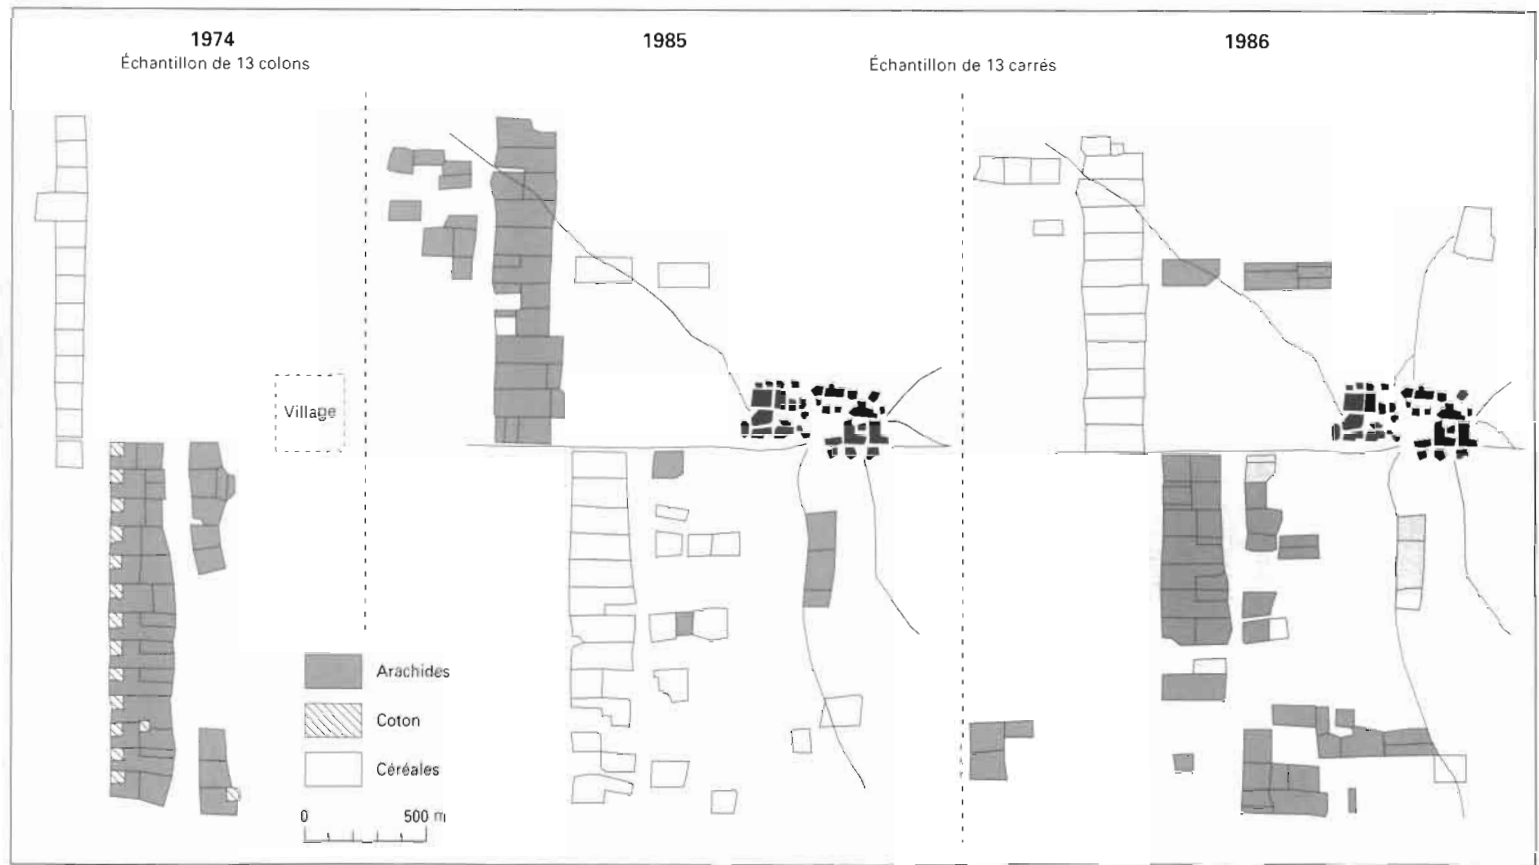 1974
Échantillon de 13 colons
1985
Échantillon de 13 carrés
1986
Village
Arachides
Coton
Céréales
0 500 m